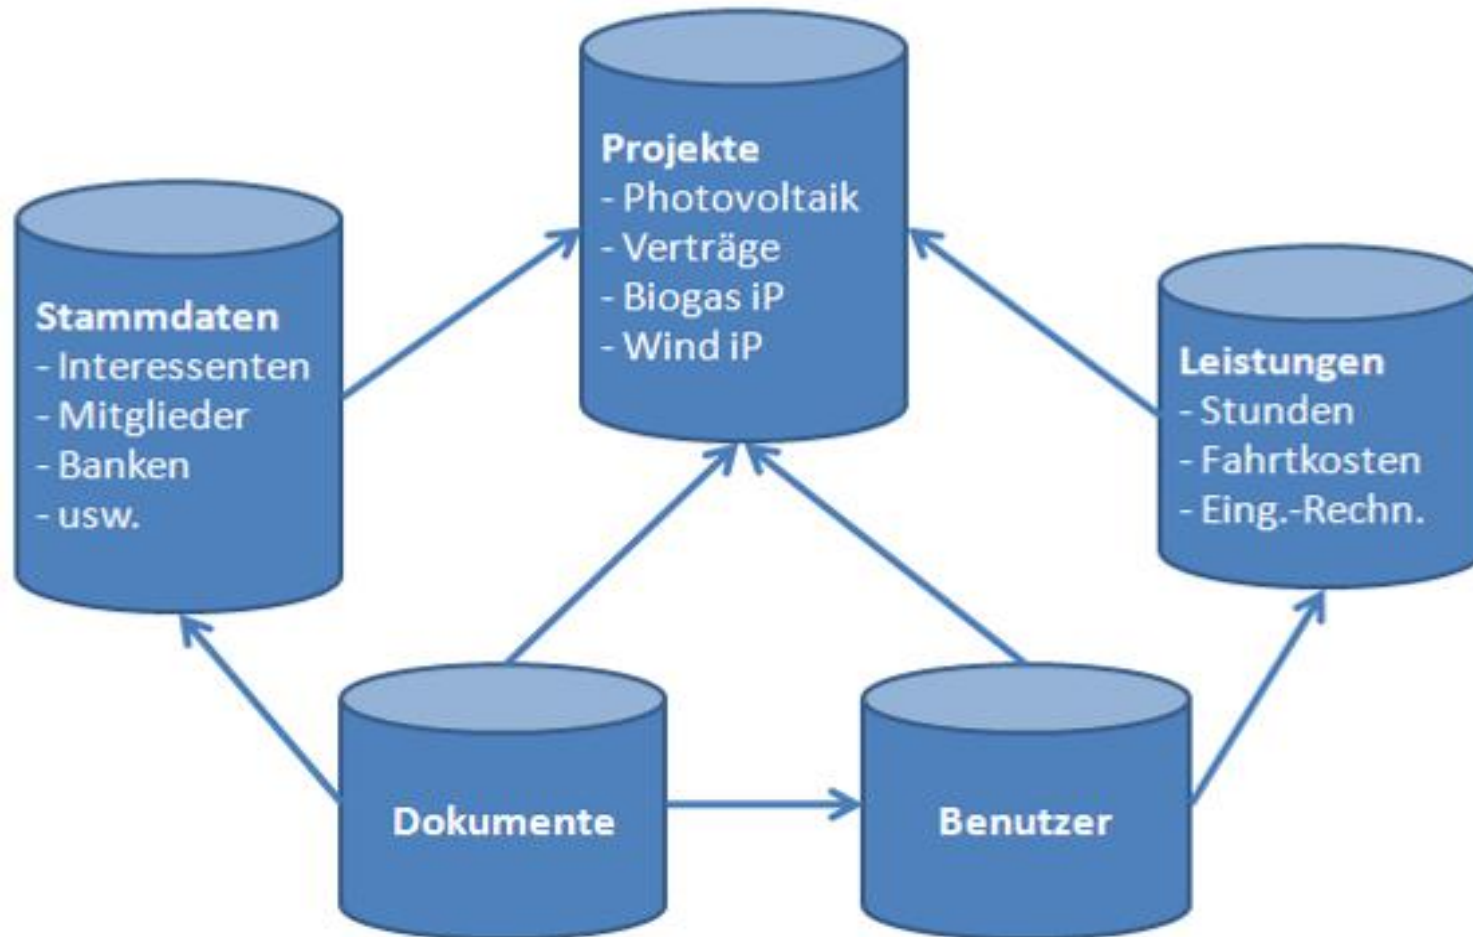 Projekte
- Photovoltaik
- Verträge
- Biogas iP
- Wind iP
Stammdaten
- Interessenten
- Mitglieder
- Banken
- usw.
Leistungen
- Stunden
- Fahrtkosten
- Eing.-Rechn.
Dokumente
Benutzer